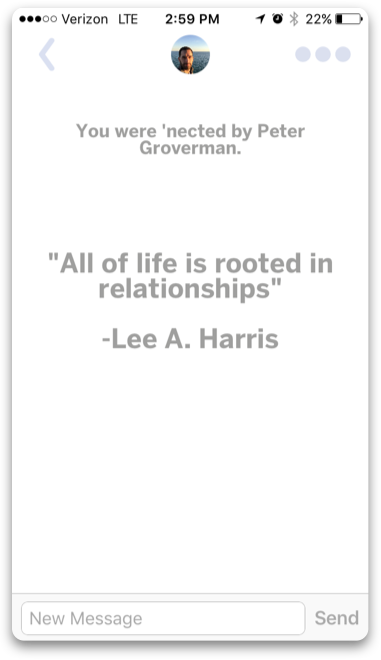 Verizon LTE 2:59 PM 22%
You were 'nected by Peter
Groverman.
"All of life is rooted in
relationships"
-Lee A. Harris
New Message Send